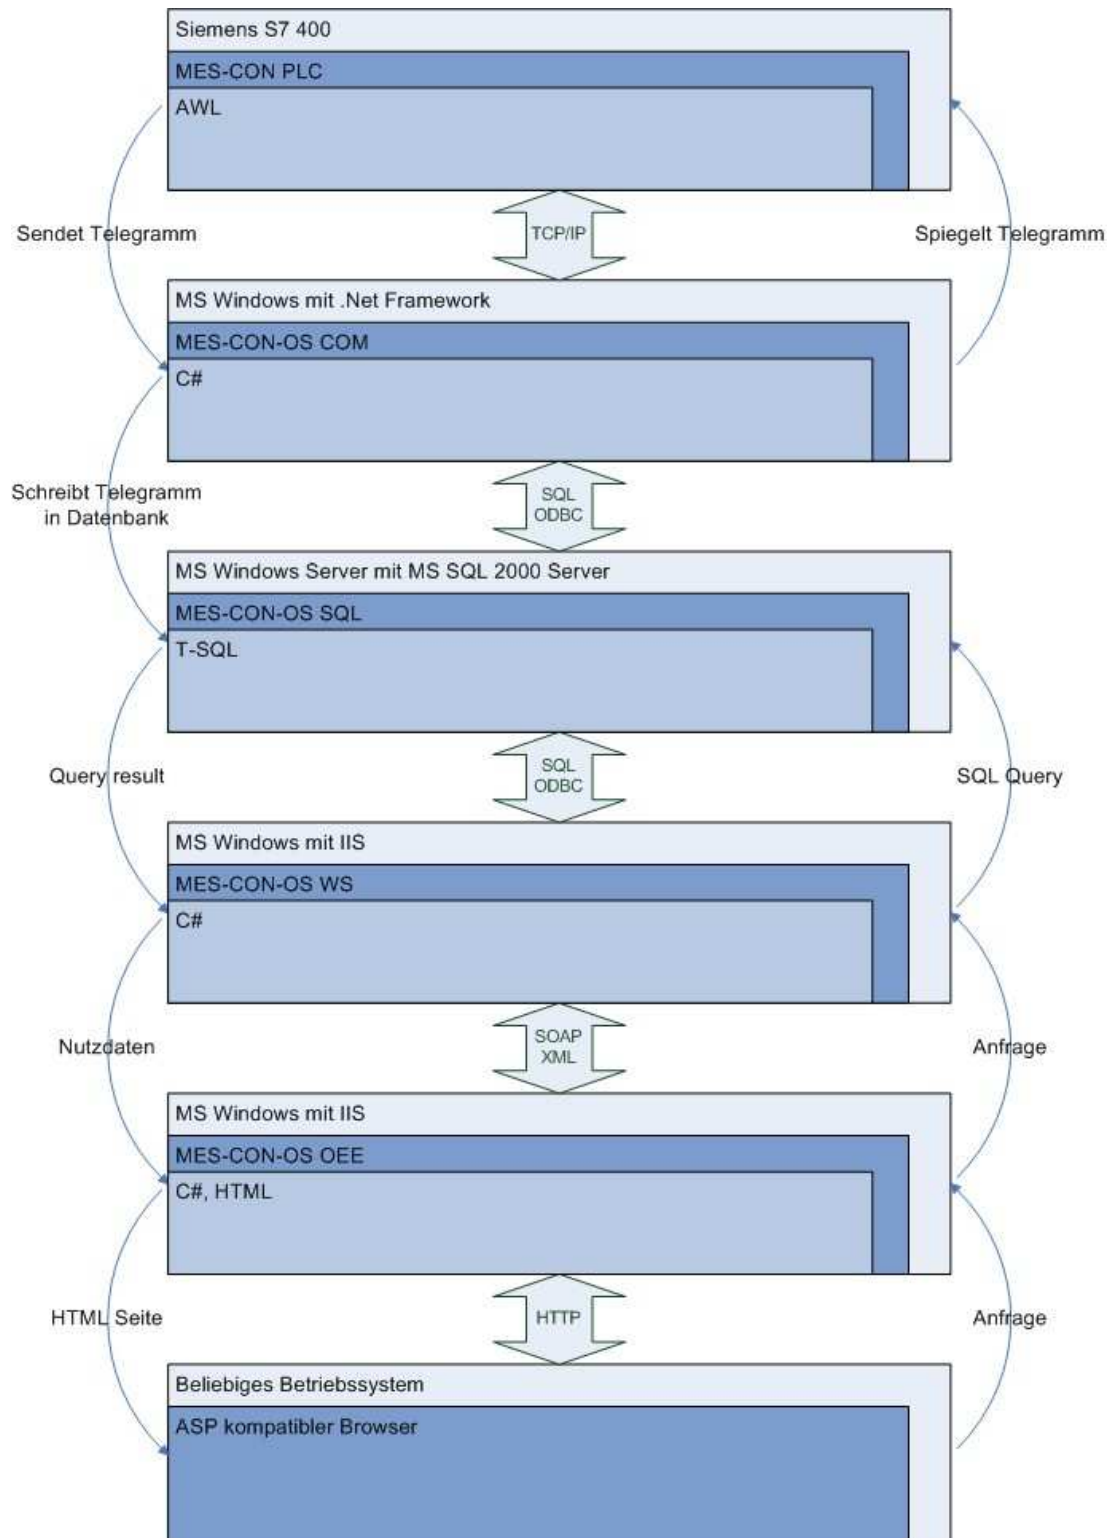 Siemens S7 400
MES-CON PLC
AWL
Sendet Telegramm
TCP/IP
Spiegelt Telegramm
MS Windows mit .Net Framework
MES-CON-OS COM
C#
Schreibt Telegramm
in Datenbank
SQL
ODBC
MS Windows Server mit MS SQL 2000 Server
MES-CON-OS SQL
T-SQL
Query result
SQL
ODBC
SQL Query
MS Windows mit IIS
MES-CON-OS WS
C#
Nutzdaten
SOAP
XML
Anfrage
MS Windows mit IIS
MES-CON-OS OEE
C#, HTML
HTML Seite
HTTP
Anfrage
Beliebiges Betriebssystem
ASP kompatibler Browser